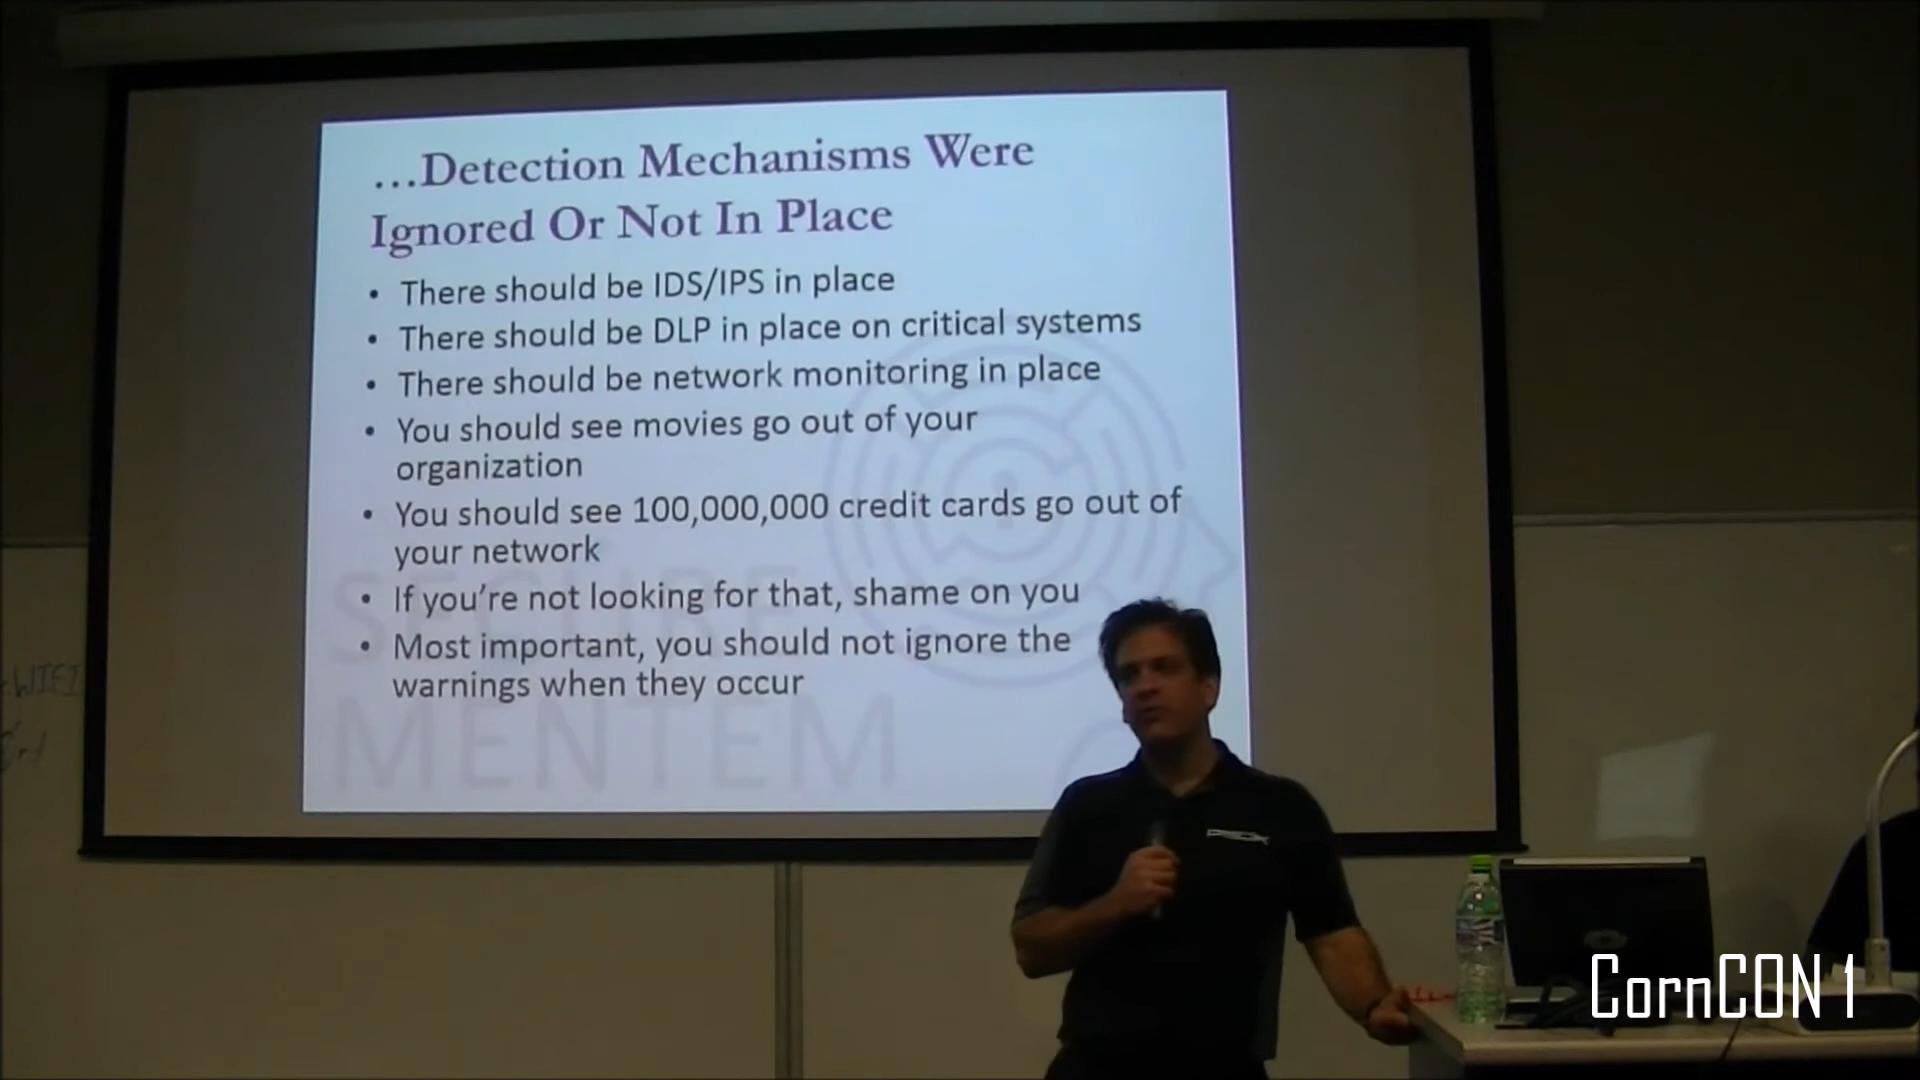 ...Detection Mechanisms Were
Ignored Or Not In Place
• There should be IDS/IPS in place
• There should be DLP in place on critical systems
• There should be network monitoring in place
• You should see movies go out of your
organization
• You should see 100,000,000 credit cards go out of
your network
• If you're not looking for that, shame on you
• Most important, you should not ignore the
warnings when they occur
SECURE
MENTEM
WIFI
CornCON 1